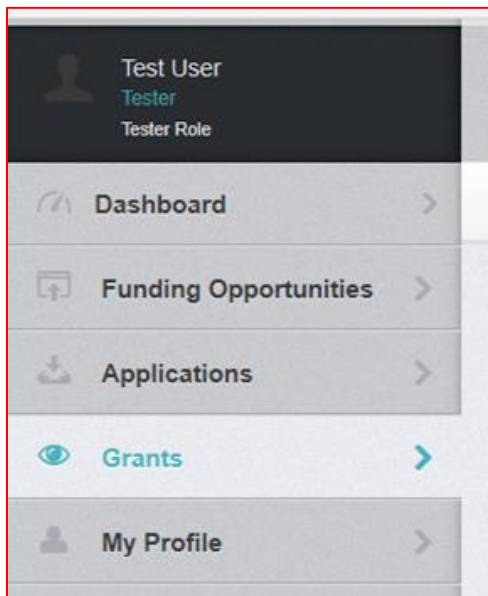 Test User
Tester
Tester Role
Dashboard
Funding Opportunities
Applications
Grants
My Profile